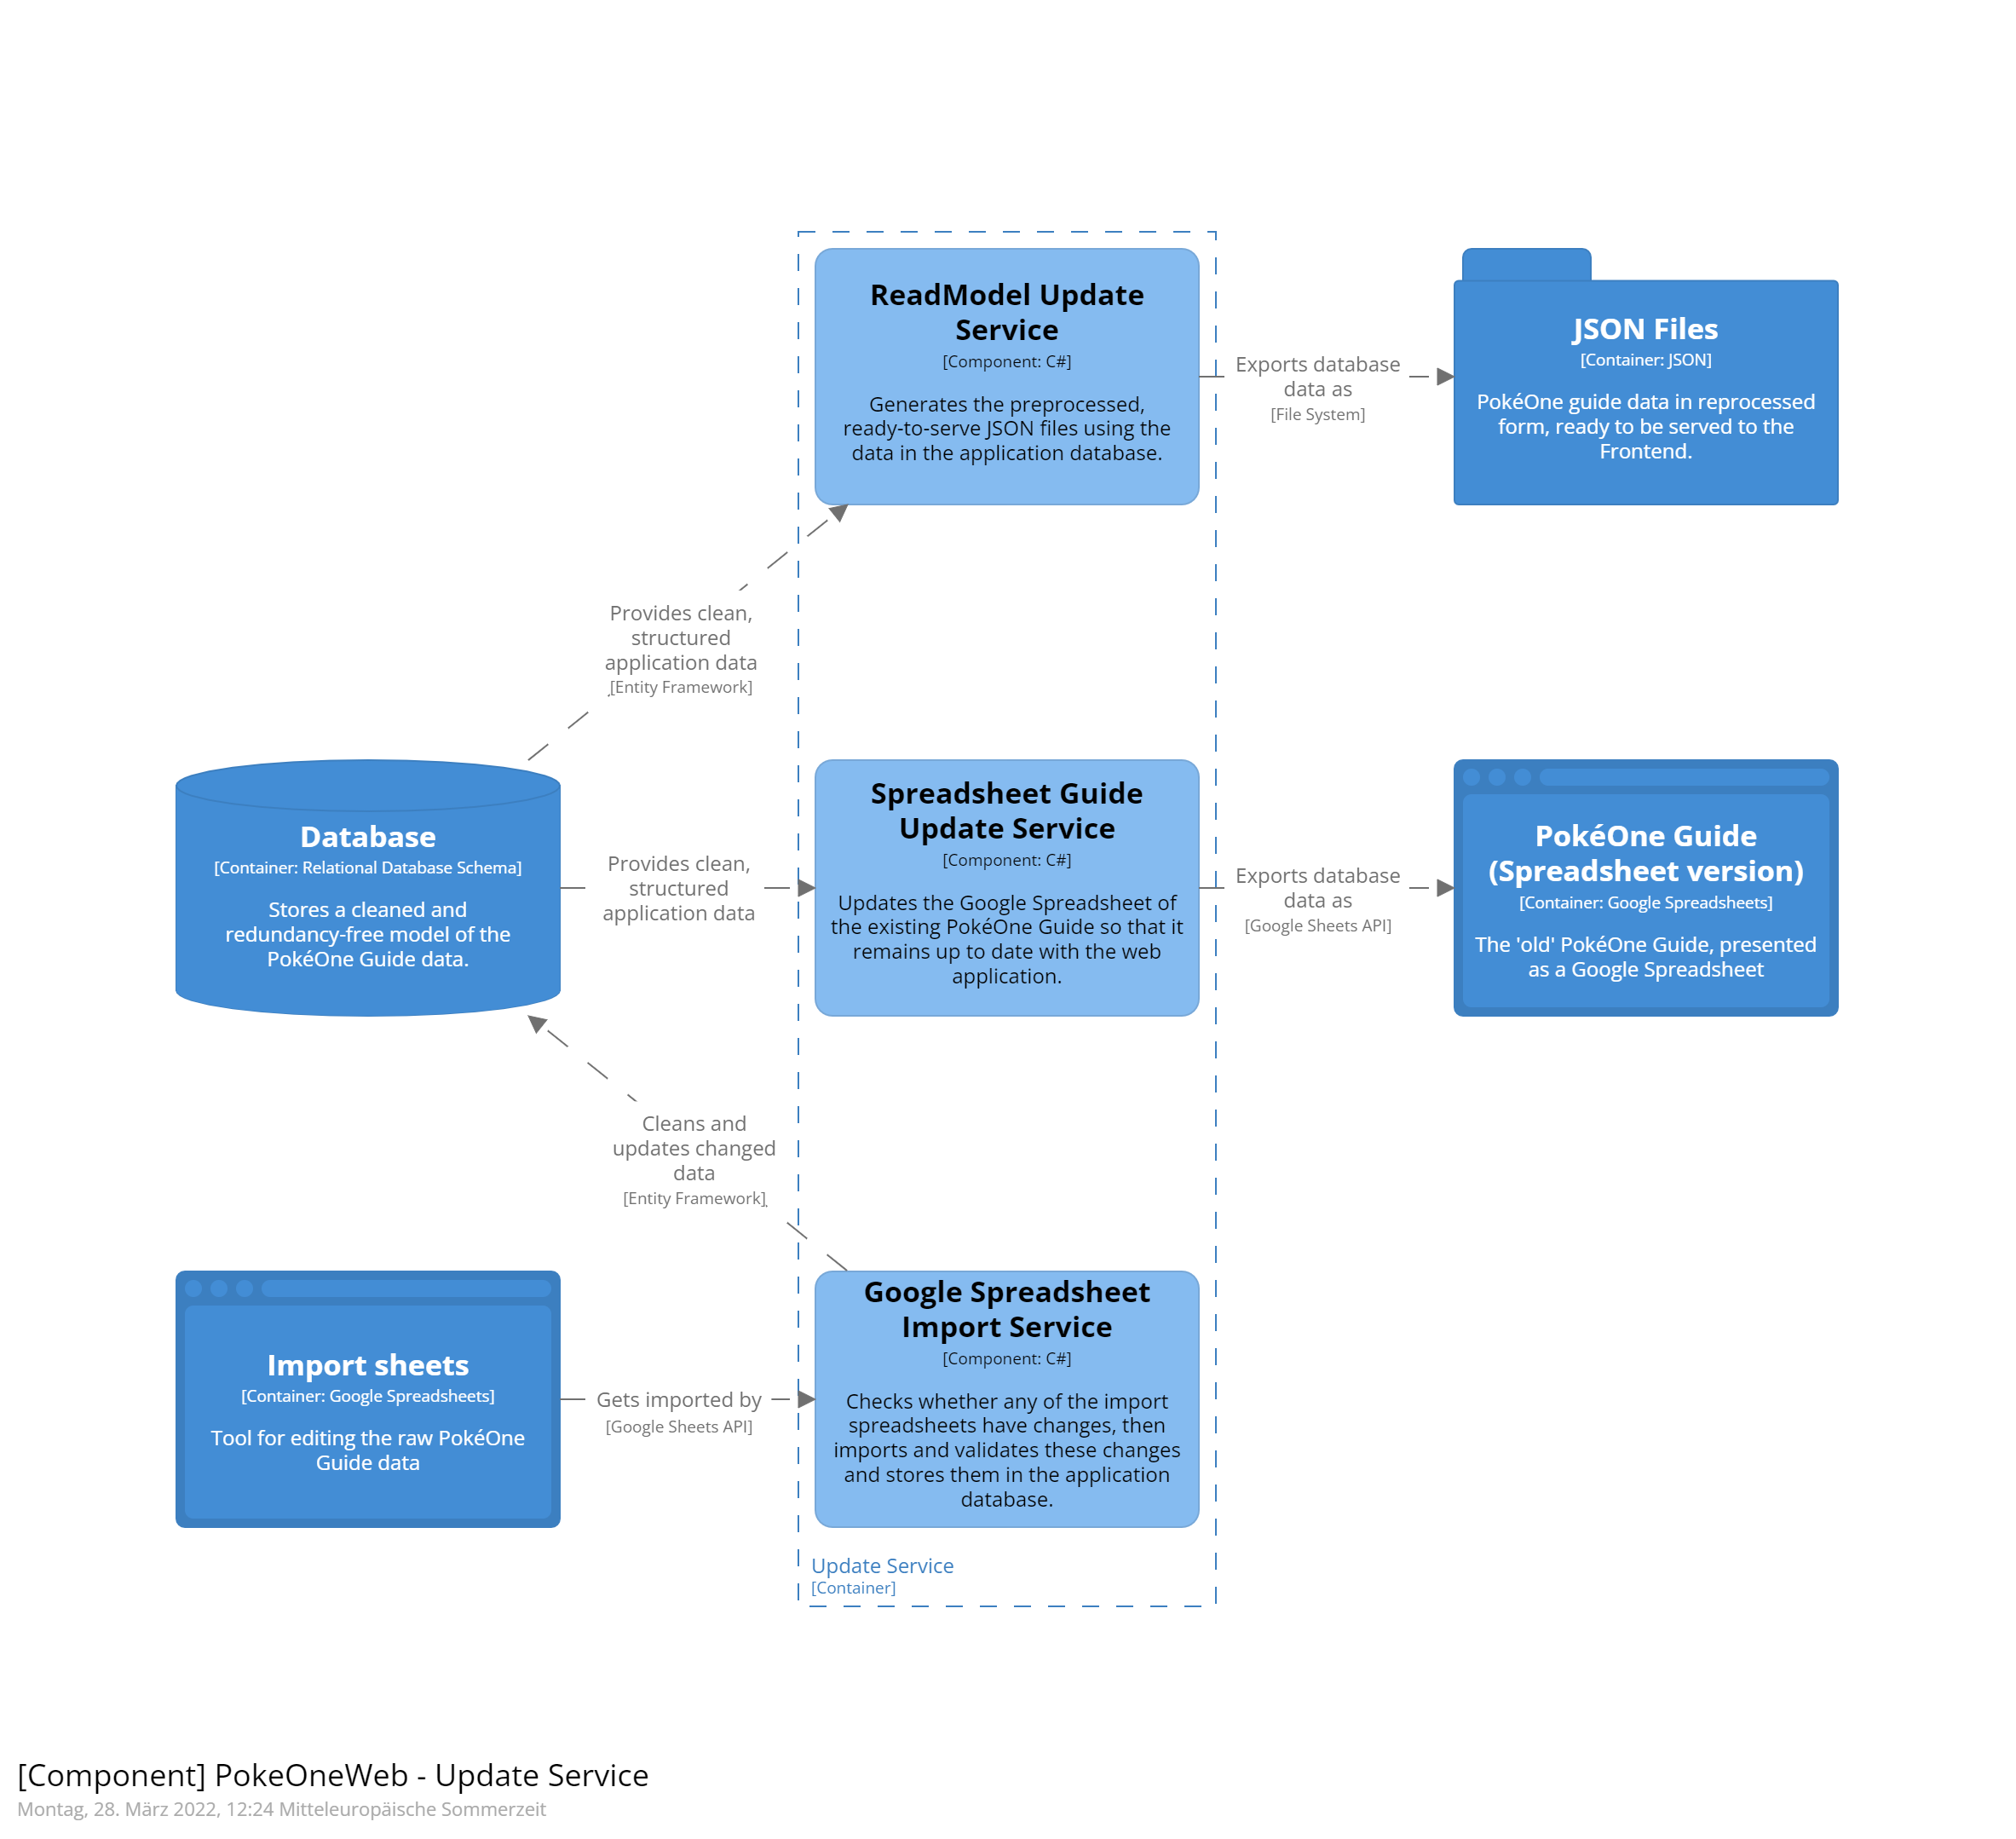 ReadModel Update
Service
[Component: C#]
Generates the preprocessed,
ready-to-serve JSON files using the
data in the application database.
Exports database
data as
[File System]
JSON Files
[Container: JSON]
PokéOne guide data in reprocessed
form, ready to be served to the
Frontend.
Provides clean,
structured
application data
[Entity Framework]
Database
[Container: Relational Database Schema]
Stores a cleaned and
redundancy-free model of the
PokéOne Guide data.
Provides clean,
structured
application data
Spreadsheet Guide
Update Service
[Component: C#]
Updates the Google Spreadsheet of
the existing PokéOne Guide so that it
remains up to date with the web
application.
Exports database
data as
[Google Sheets API]
PokéOne Guide
(Spreadsheet version)
[Container: Google Spreadsheets]
The 'old' PokéOne Guide, presented
as a Google Spreadsheet
Cleans and
updates changed
data
[Entity Framework]
Import sheets
[Container: Google Spreadsheets]
Tool for editing the raw PokéOne
Guide data
Gets imported by
[Google Sheets API]
Google Spreadsheet
Import Service
[Component: C#]
Checks whether any of the import
spreadsheets have changes, then
imports and validates these changes
and stores them in the application
database.
Update Service
[Container]
[Component] PokeOneWeb - Update Service
Montag, 28. März 2022, 12:24 Mitteleuropäische Sommerzeit